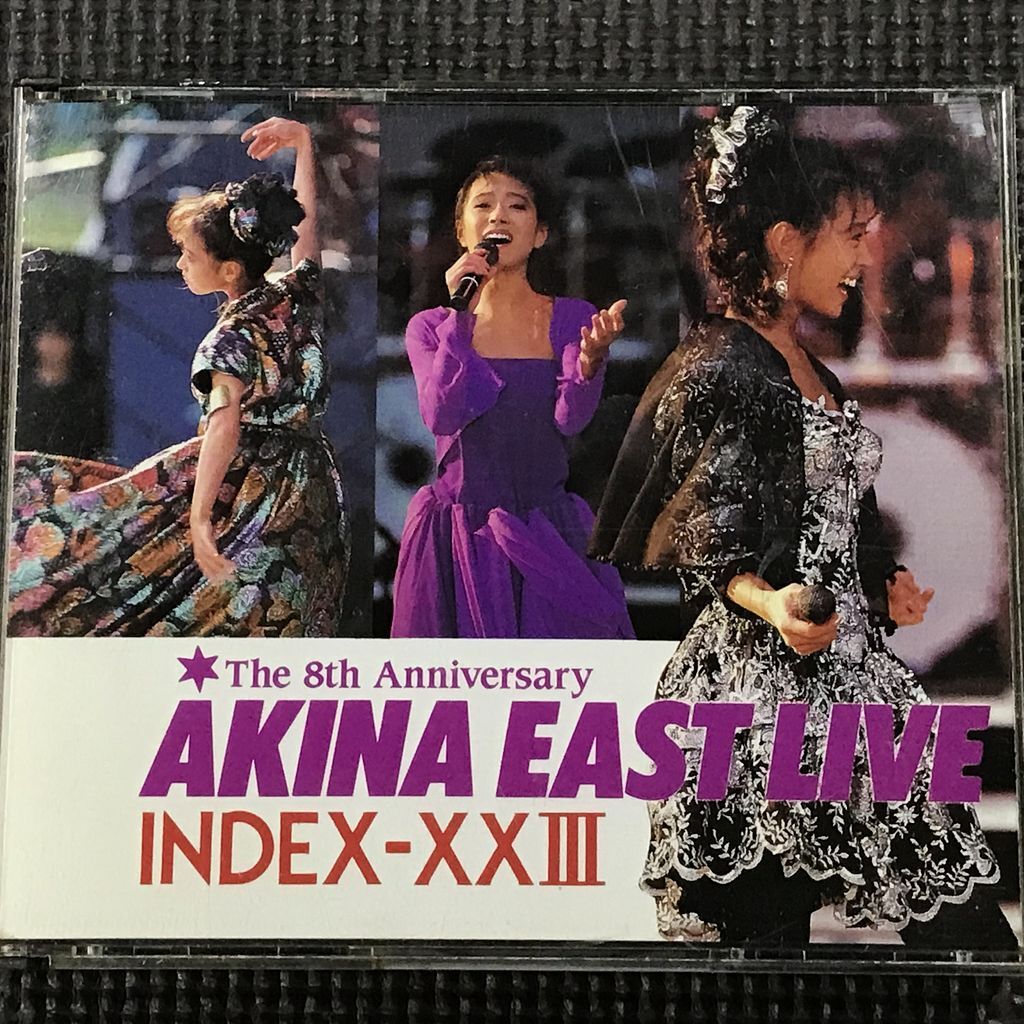 The 8th Anniversary
AKINA EAST LIVE
INDEX-XXIII